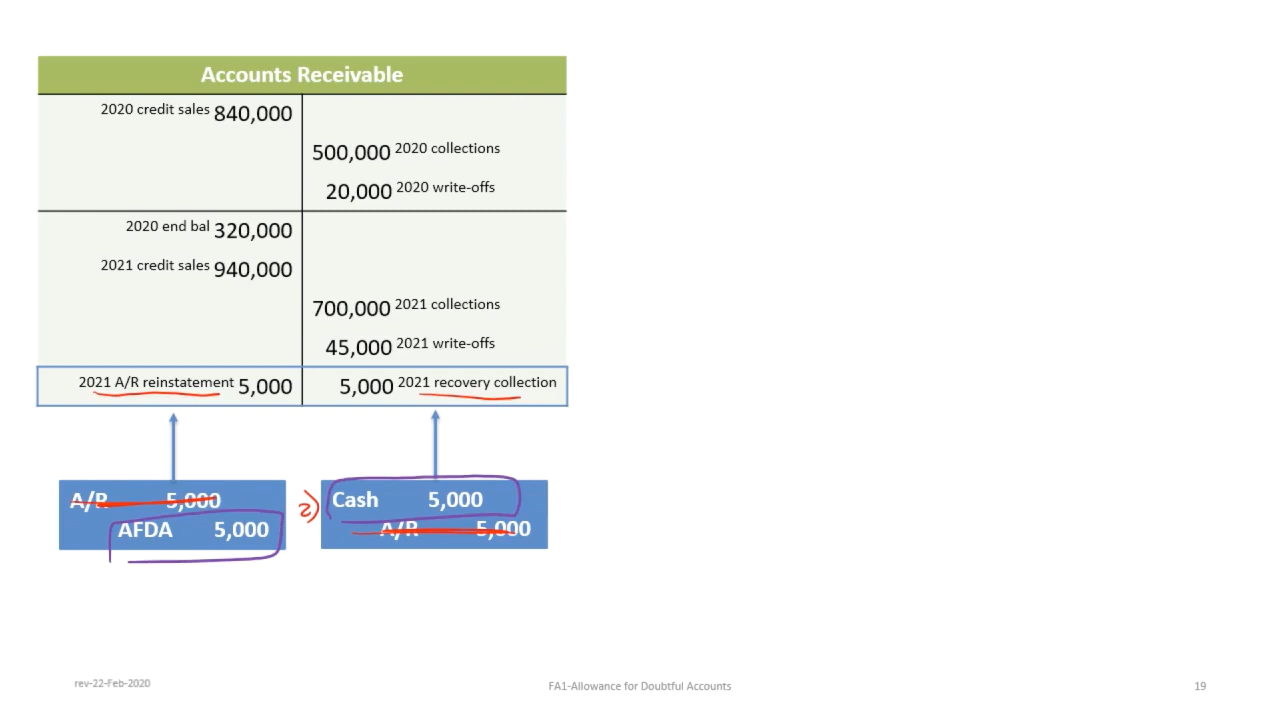 Accounts Receivable
2020 credit sales 840,000
500,000 2020 collections
20,000 2020 write-offs
2020 end bal 320,000
2021 credit sales 940,000
700,000 2021 collections
45,000 2021 write-offs
2021 A/R reinstatement 5,000 5,000 2021 recovery collection
A/R 5,000
AFDA 5,000
2)
Cash 5,000
A/R 5,000
rev-22-Feb-2020 FA1-Allowance for Doubtful Accounts 19